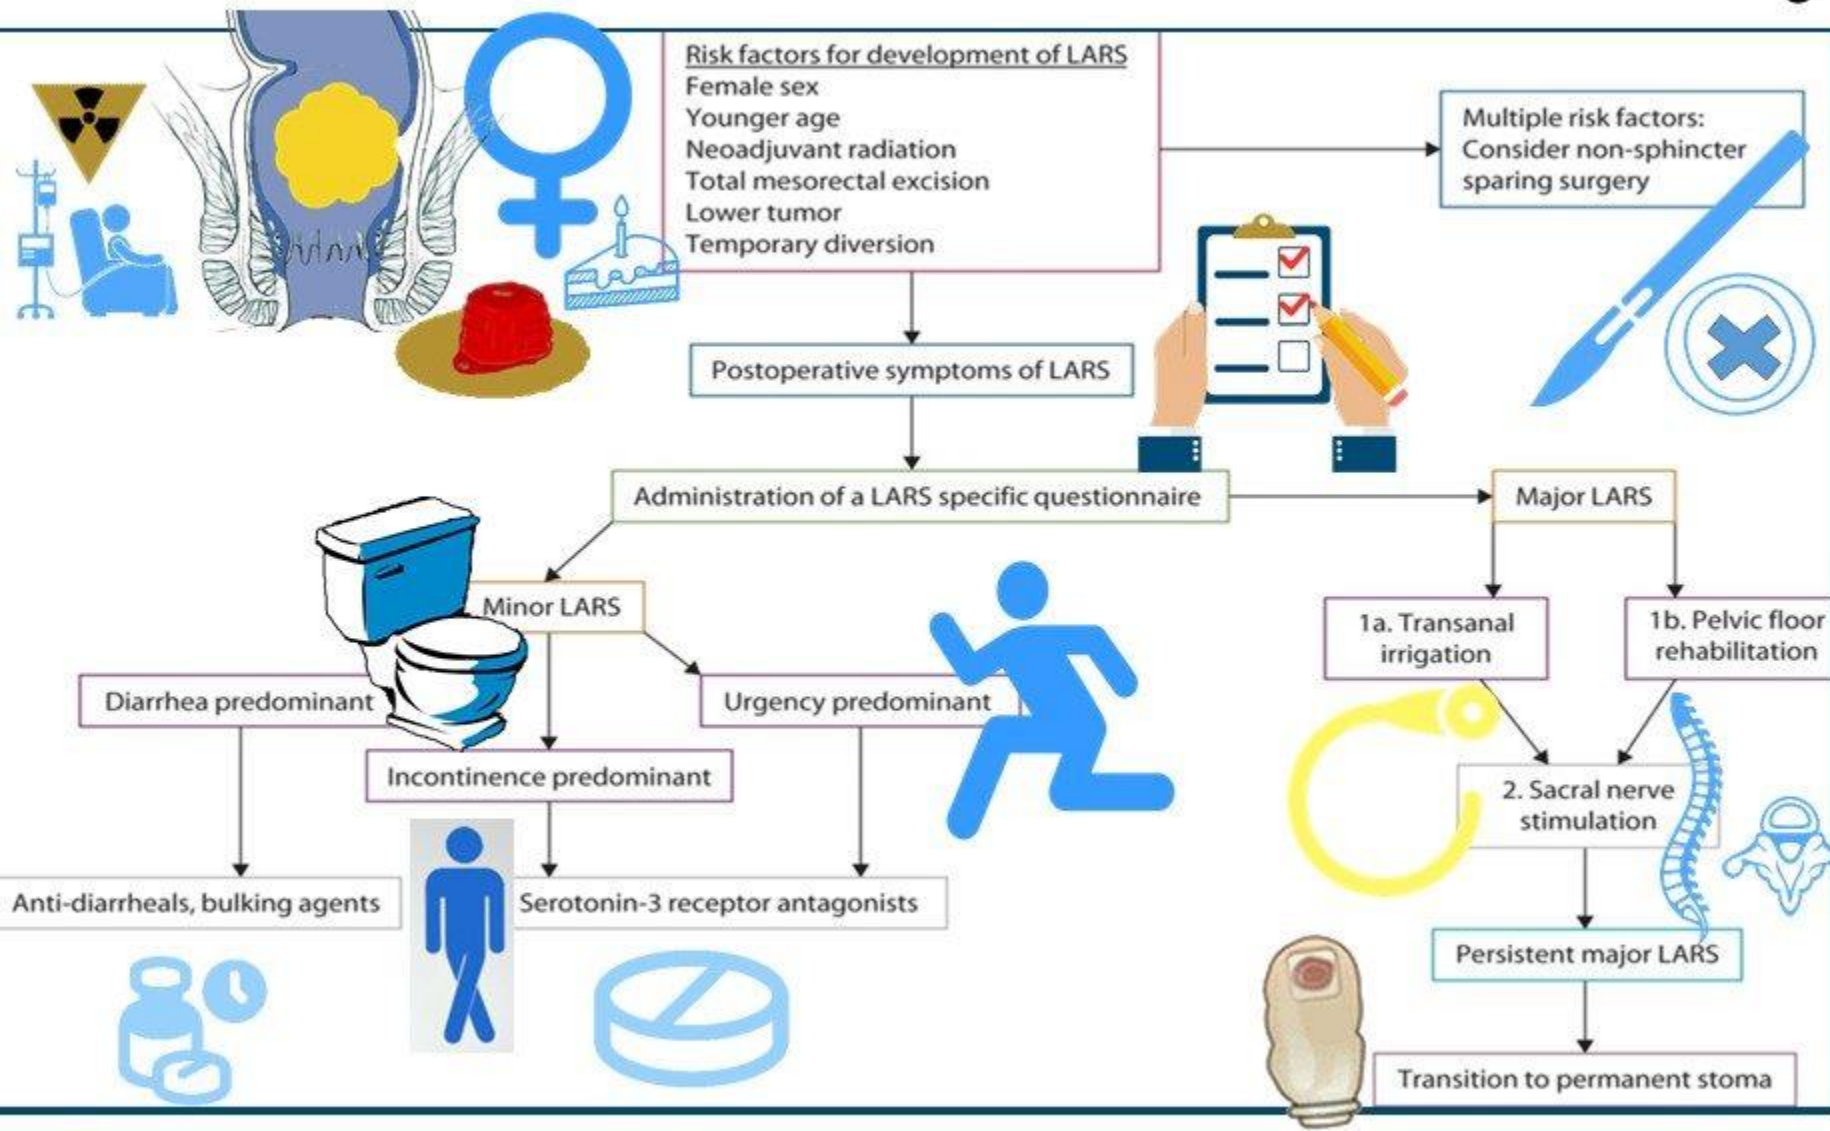 Risk factors for development of LARS
Female sex
Younger age
Neoadjuvant radiation
Total mesorectal excision
Lower tumor
Temporary diversion
Multiple risk factors:
Consider non-sphincter
sparing surgery
Postoperative symptoms of LARS
Administration of a LARS specific questionnaire
Major LARS
Minor LARS
1a. Transanal
irrigation
1b. Pelvic floor
rehabilitation
Diarrhea predominant
Urgency predominant
Incontinence predominant
2. Sacral nerve
stimulation
Anti-diarrheals, bulking agents
Serotonin-3 receptor antagonists
Persistent major LARS
Transition to permanent stoma